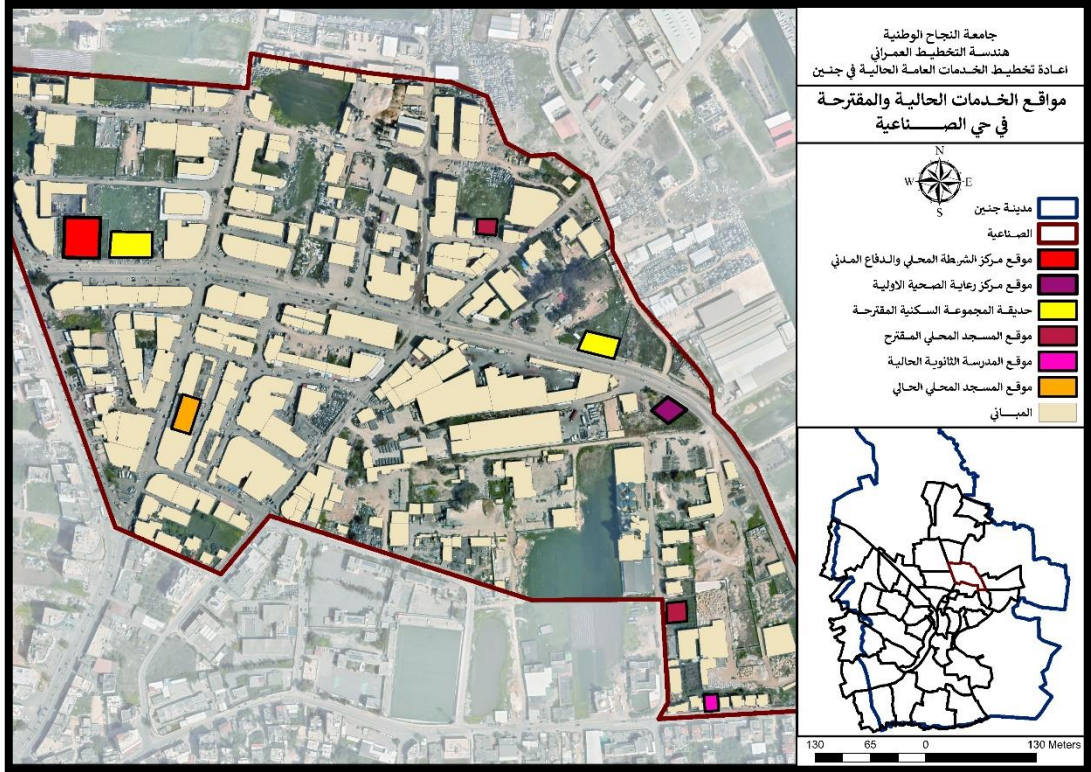 جامعة النجاح الوطنية
هندسة التخطيط العمراني
اعادة تخطيط الخدمات العامة الحالية في جنين
مواقع الخدمات الحالية والمقترحة
في حي الصناعية
N
W E
S
مدينة جنين
الصناعية
موقع مركز الشرطة المحلي والدفاع المدني
موقع مركز رعاية الصحية الاولية
حديقة المجموعة السكنية المقترحة
موقع المسجد المحلي المقترح
موقع المدرسة الثانوية الحالية
موقع المسجد المحلي الحالي
المباني
130 65 0 130 Meters